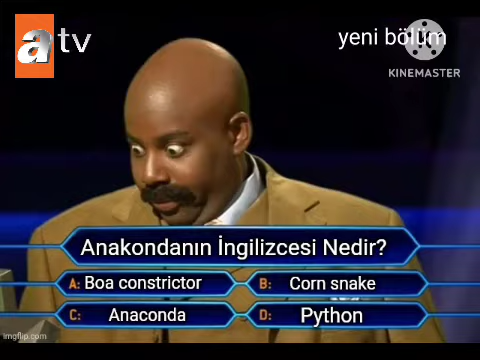 atv
yeni bölüm
KINEMASTER
Anakondanın İngilizcesi Nedir?
A: Boa constrictor
B: Corn snake
C: Anaconda
D: Python
imgflip.com